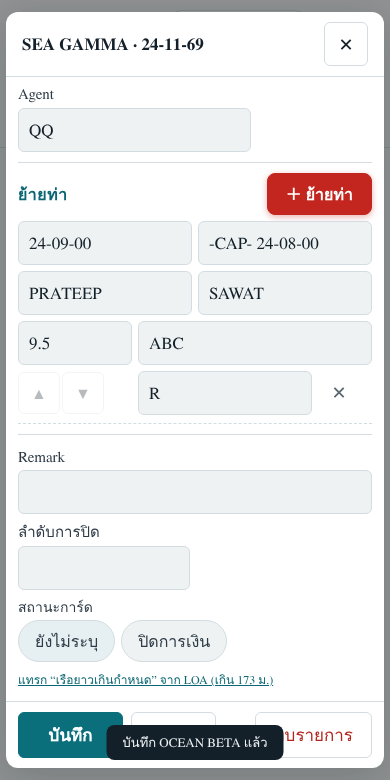 SEA GAMMA · 24-11-69
Agent
QQ
ย้ายท่า
+ ย้ายท่า
24-09-00
-CAP- 24-08-00
PRATEEP
SAWAT
9.5
ABC
R
Remark
ลำดับการปิด
สถานะการ์ด
ยังไม่ระบุ
ปิดการเงิน
แทรก “เรือยาวเกินกำหนด” จาก LOA (เกิน 173 ม.)
บันทึก
บรายการ
บันทึก OCEAN BETA แล้ว